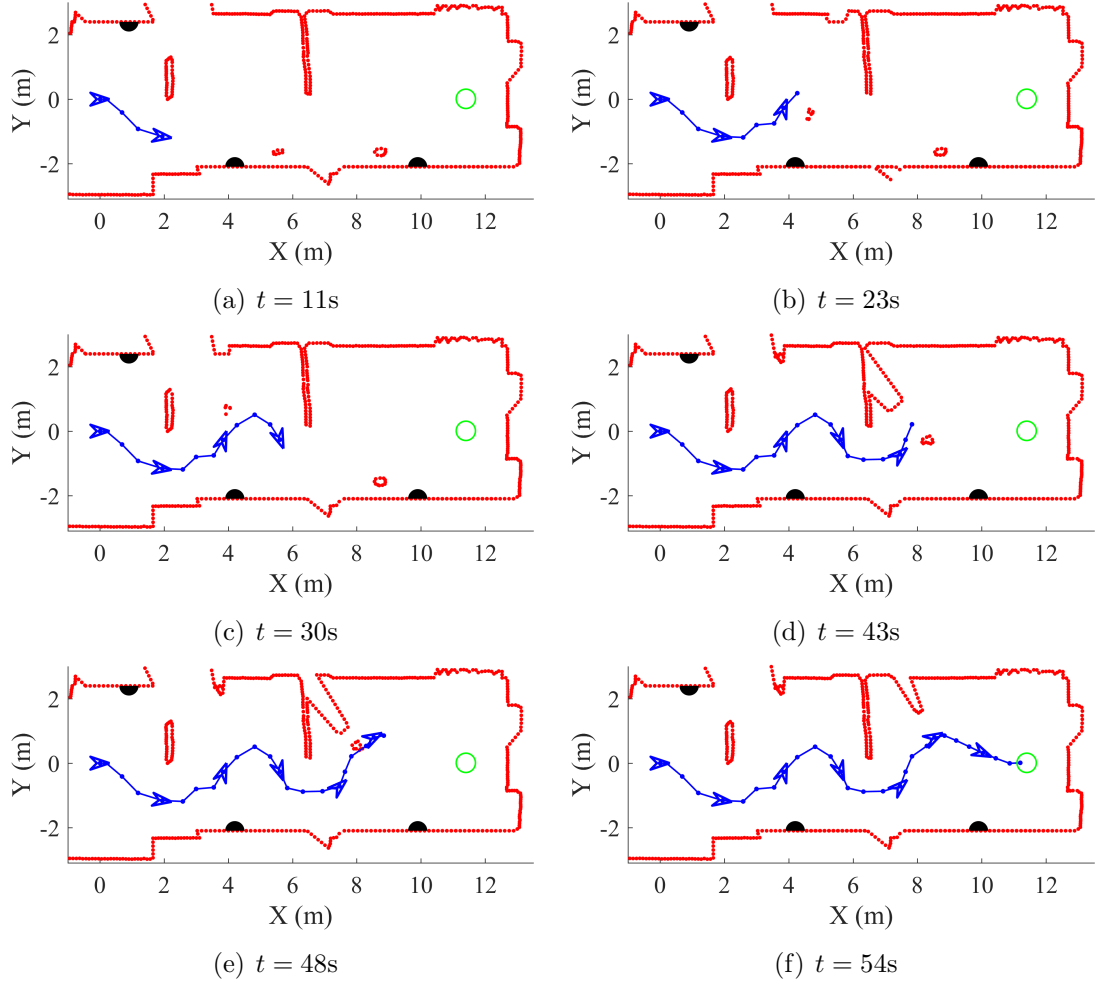 2
0
-2
Y (m)
0 2 4 6 8 10 12
X (m)
(a) t = 11s
2
0
-2
Y (m)
0 2 4 6 8 10 12
X (m)
(b) t = 23s
2
0
-2
Y (m)
0 2 4 6 8 10 12
X (m)
(c) t = 30s
2
0
-2
Y (m)
0 2 4 6 8 10 12
X (m)
(d) t = 43s
2
0
-2
Y (m)
0 2 4 6 8 10 12
X (m)
(e) t = 48s
2
0
-2
Y (m)
0 2 4 6 8 10 12
X (m)
(f) t = 54s